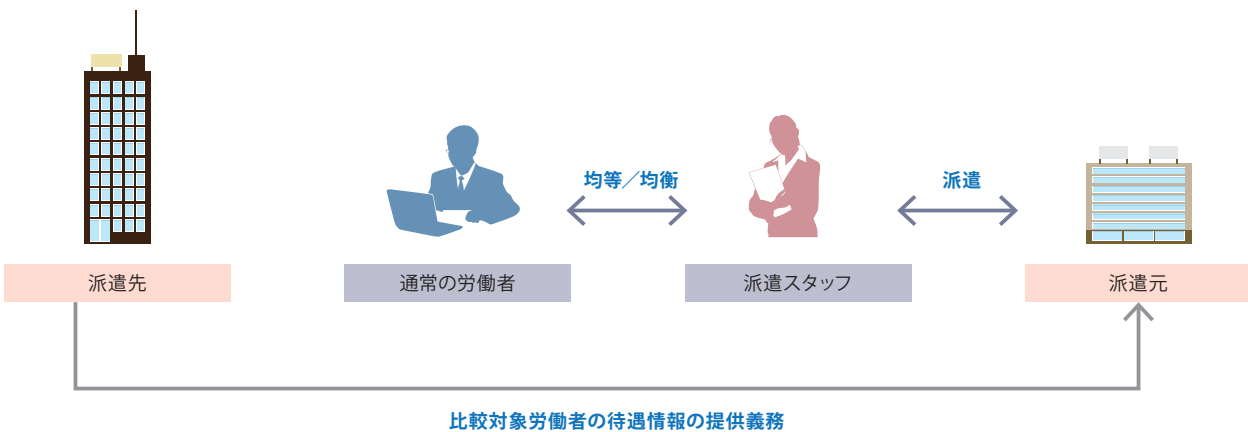 均等／均衡
派遣
派遣先
通常の労働者
派遣スタッフ
派遣元
比較対象労働者の待遇情報の提供義務